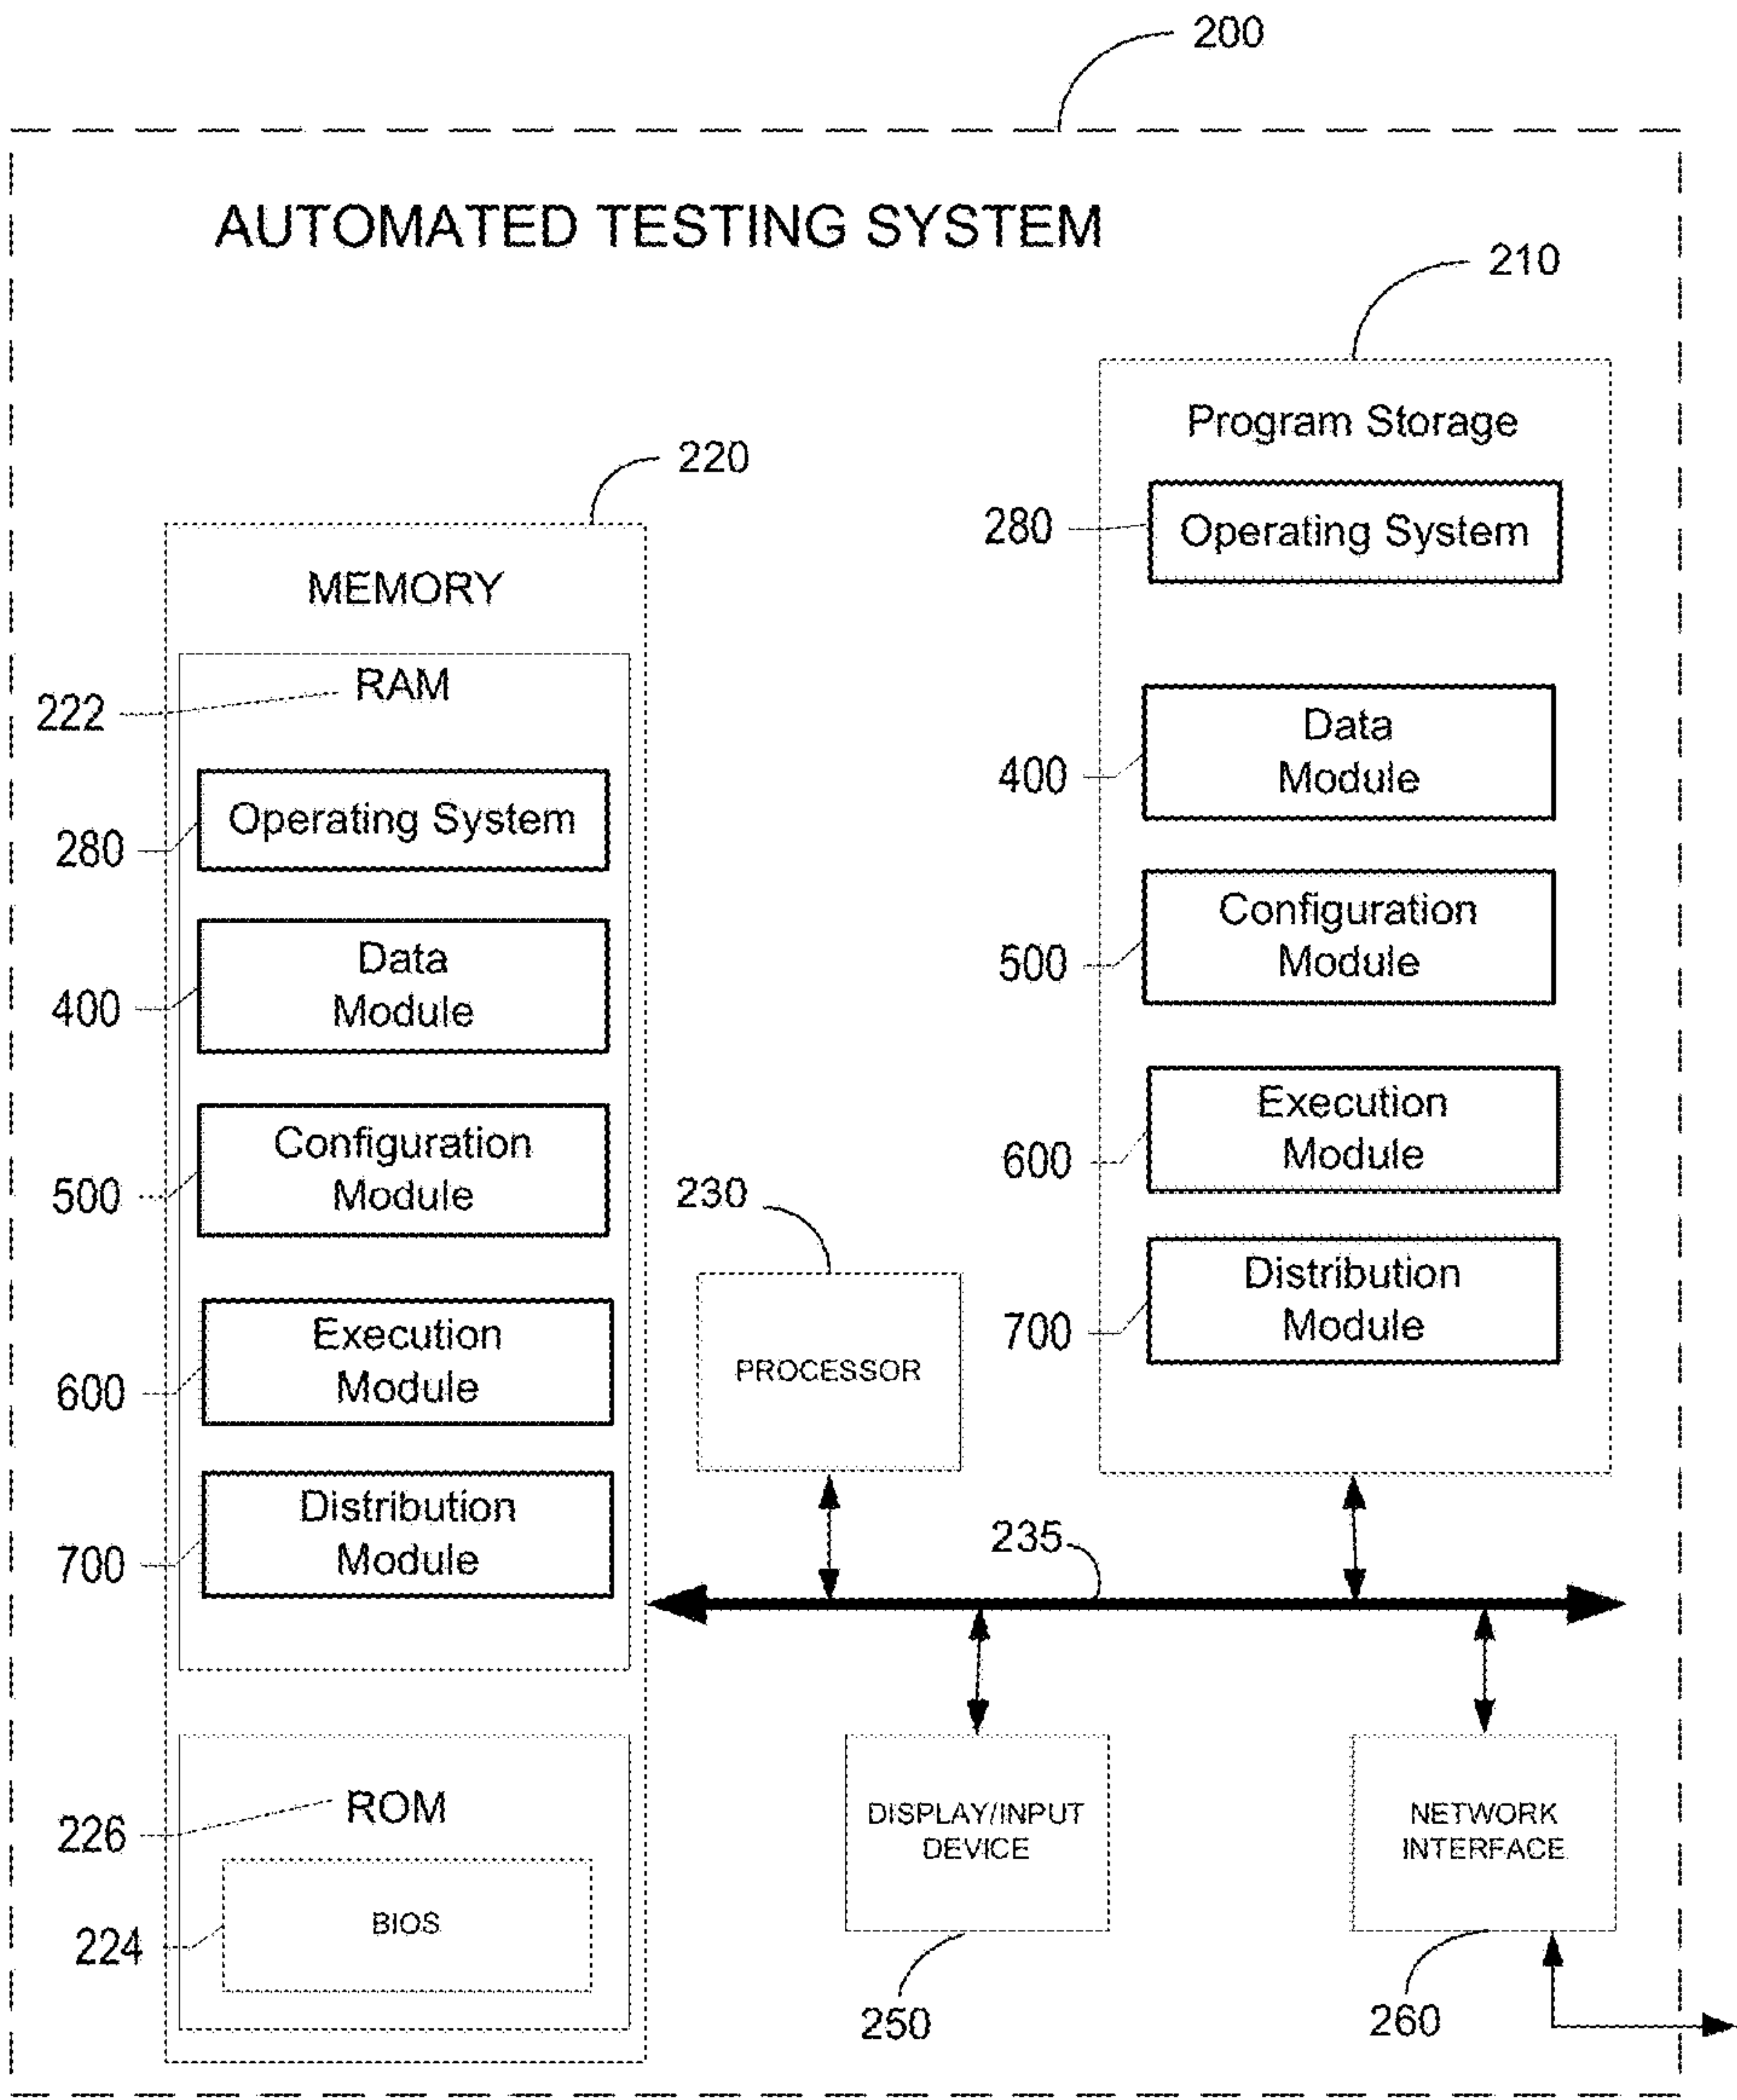 200
AUTOMATED TESTING SYSTEM
210
Program Storage
280
Operating System
400
Data
Module
500
Configuration
Module
600
Execution
Module
700
Distribution
Module
220
MEMORY
222
RAM
280
Operating System
400
Data
Module
500
Configuration
Module
600
Execution
Module
700
Distribution
Module
226
ROM
224
BIOS
230
PROCESSOR
235
DISPLAY/INPUT
DEVICE
250
NETWORK
INTERFACE
260